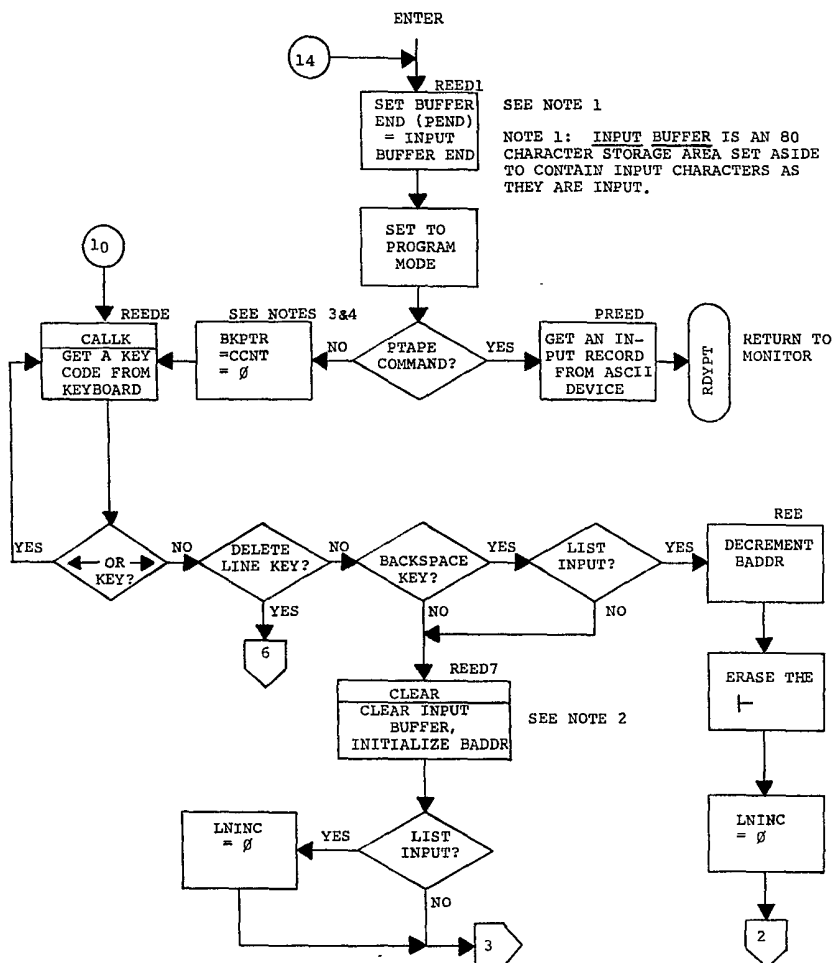 ENTER
14
REED1
SET BUFFER
END (PEND)
= INPUT
BUFFER END
SEE NOTE 1
NOTE 1: INPUT BUFFER IS AN 80
CHARACTER STORAGE AREA SET ASIDE
TO CONTAIN INPUT CHARACTERS AS
THEY ARE INPUT.
SET TO
PROGRAM
MODE
10
REEDE
CALLK
GET A KEY
CODE FROM
KEYBOARD
SEE NOTES 3&4
BKPTR
=CCNT
= Ø
NO
PTAPE
COMMAND?
YES
PREED
GET AN IN-
PUT RECORD
FROM ASCII
DEVICE
RDYPT
RETURN TO
MONITOR
YES
OR
KEY?
NO
DELETE
LINE KEY?
YES
6
NO
BACKSPACE
KEY?
NO
YES
LIST
INPUT?
NO
YES
REE
DECREMENT
BADDR
ERASE THE
⊢
LNINC
= Ø
2
REED7
CLEAR
CLEAR INPUT
BUFFER,
INITIALIZE BADDR
SEE NOTE 2
LIST
INPUT?
YES
LNINC
= Ø
NO
3